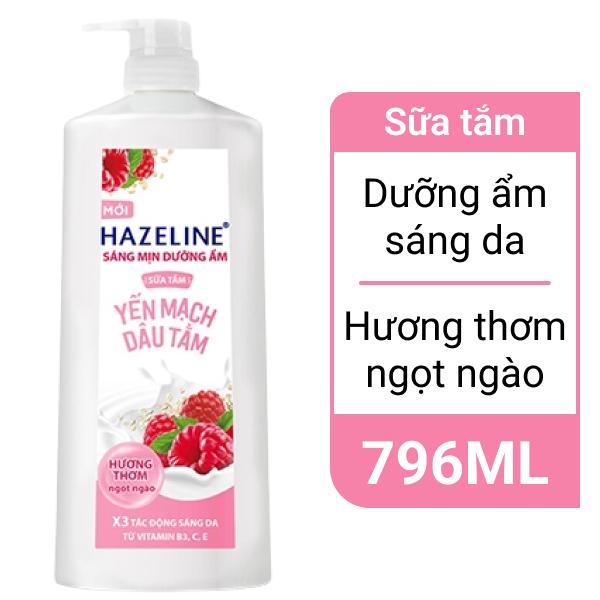 MỚI
HAZELINE®
SÁNG MỊN DƯỠNG ẨM
SỮA TẮM
YẾN MẠCH
DÂU TẰM
HƯƠNG
THƠM
ngọt ngào
X3 TÁC ĐỘNG SÁNG DA
TỪ VITAMIN B3, C, E
Sữa tắm
Dưỡng ẩm
sáng da
Hương thơm
ngọt ngào
796ML